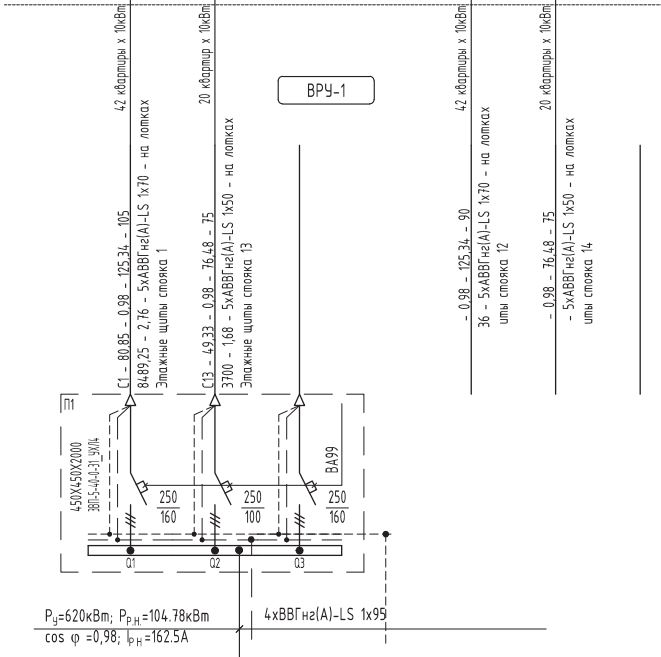 42 квартиры х 10кВт
20 квартир х 10кВт
ВРУ-1
42 квартиры х 10кВт
20 квартиры х 10кВт
С1 - 80,85 - 0,98 - 125,34 - 105
8489,25 - 2,76 - 5хАВВГнг(А)-LS 1х70 - на лотках
Этажные щиты стояка 1
С13 - 49,33 - 0,98 - 76,48 - 75
3700 - 1,68 - 5хАВВГнг(А)-LS 1х50 - на лотках
Этажные щиты стояка 13
- 0,98 - 125,34 - 90
36 - 5хАВВГнг(А)-LS 1х70 - на лотках
иты стояка 12
- 0,98 - 76,48 - 75
- 5хАВВГнг(А)-LS 1х50 - на лотках
иты стояка 14
П1
450Х450Х2000
ЗВП-5-40-0-31_УХЛ4
ВА99
250
160
250
100
250
160
Q1
Q2
Q3
Ру=620кВт; Рр.н.=104.78кВт
4хВВГнг(А)-LS 1х95
cos φ =0,98; Iр.н=162.5А